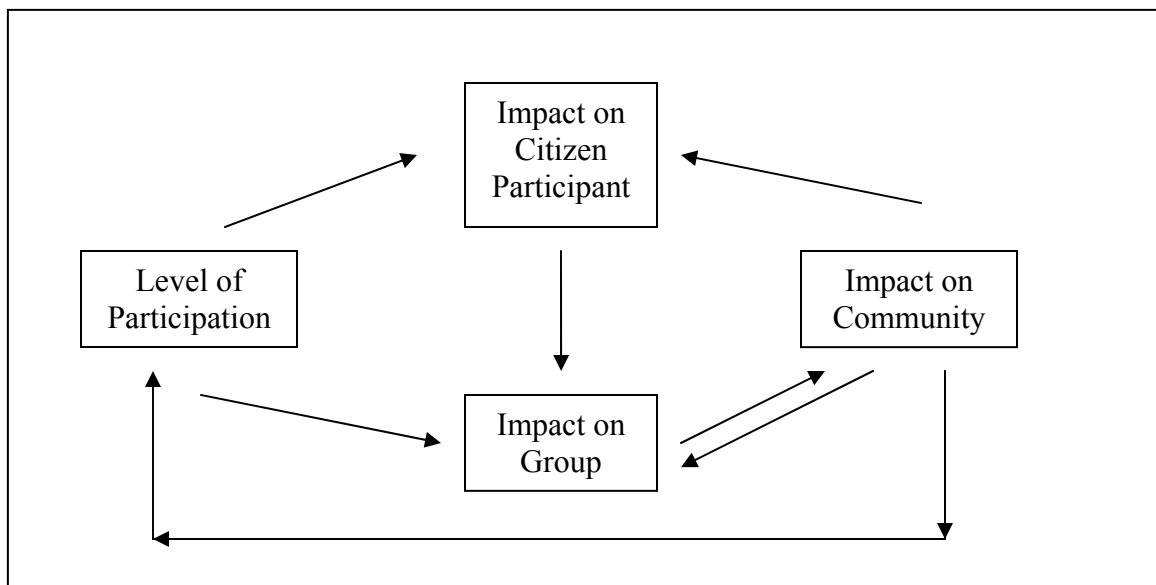 Impact on
Citizen
Participant
Level of
Participation
Impact on
Community
Impact on
Group